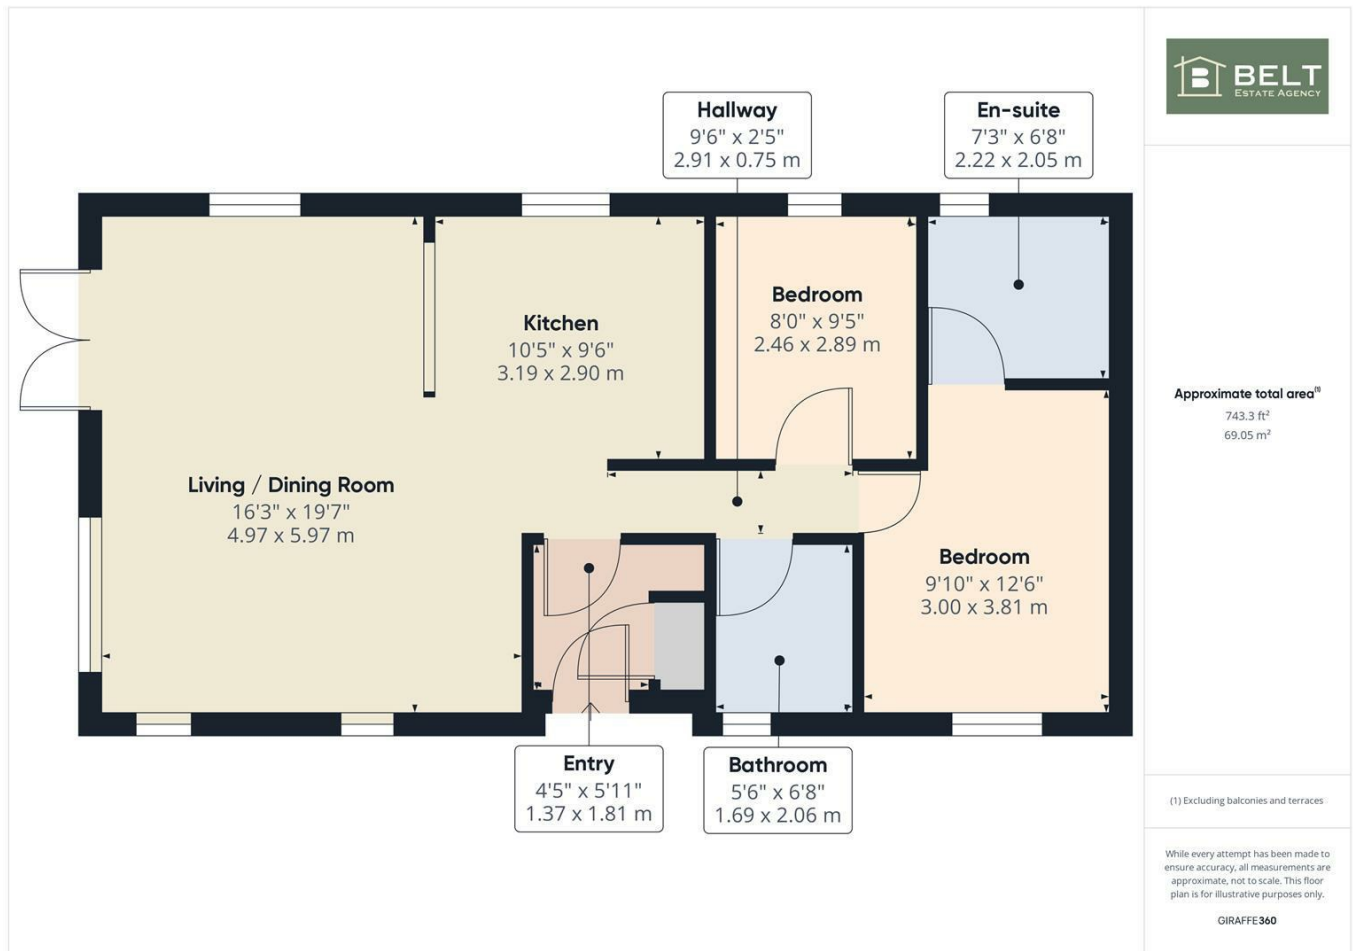 Hallway
9'6" x 2'5"
2.91 x 0.75 m
En-suite
7'3" x 6'8"
2.22 x 2.05 m
Kitchen
10'5" x 9'6"
3.19 x 2.90 m
Bedroom
8'0" x 9'5"
2.46 x 2.89 m
Living / Dining Room
16'3" x 19'7"
4.97 x 5.97 m
Bedroom
9'10" x 12'6"
3.00 x 3.81 m
Entry
4'5" x 5'11"
1.37 x 1.81 m
Bathroom
5'6" x 6'8"
1.69 x 2.06 m
B BELT
ESTATE AGENCY
Approximate total area⁽¹⁾
743.3 ft²
69.05 m²
(1) Excluding balconies and terraces
While every attempt has been made to
ensure accuracy, all measurements are
approximate, not to scale. This floor
plan is for illustrative purposes only.
GIRAFFE360